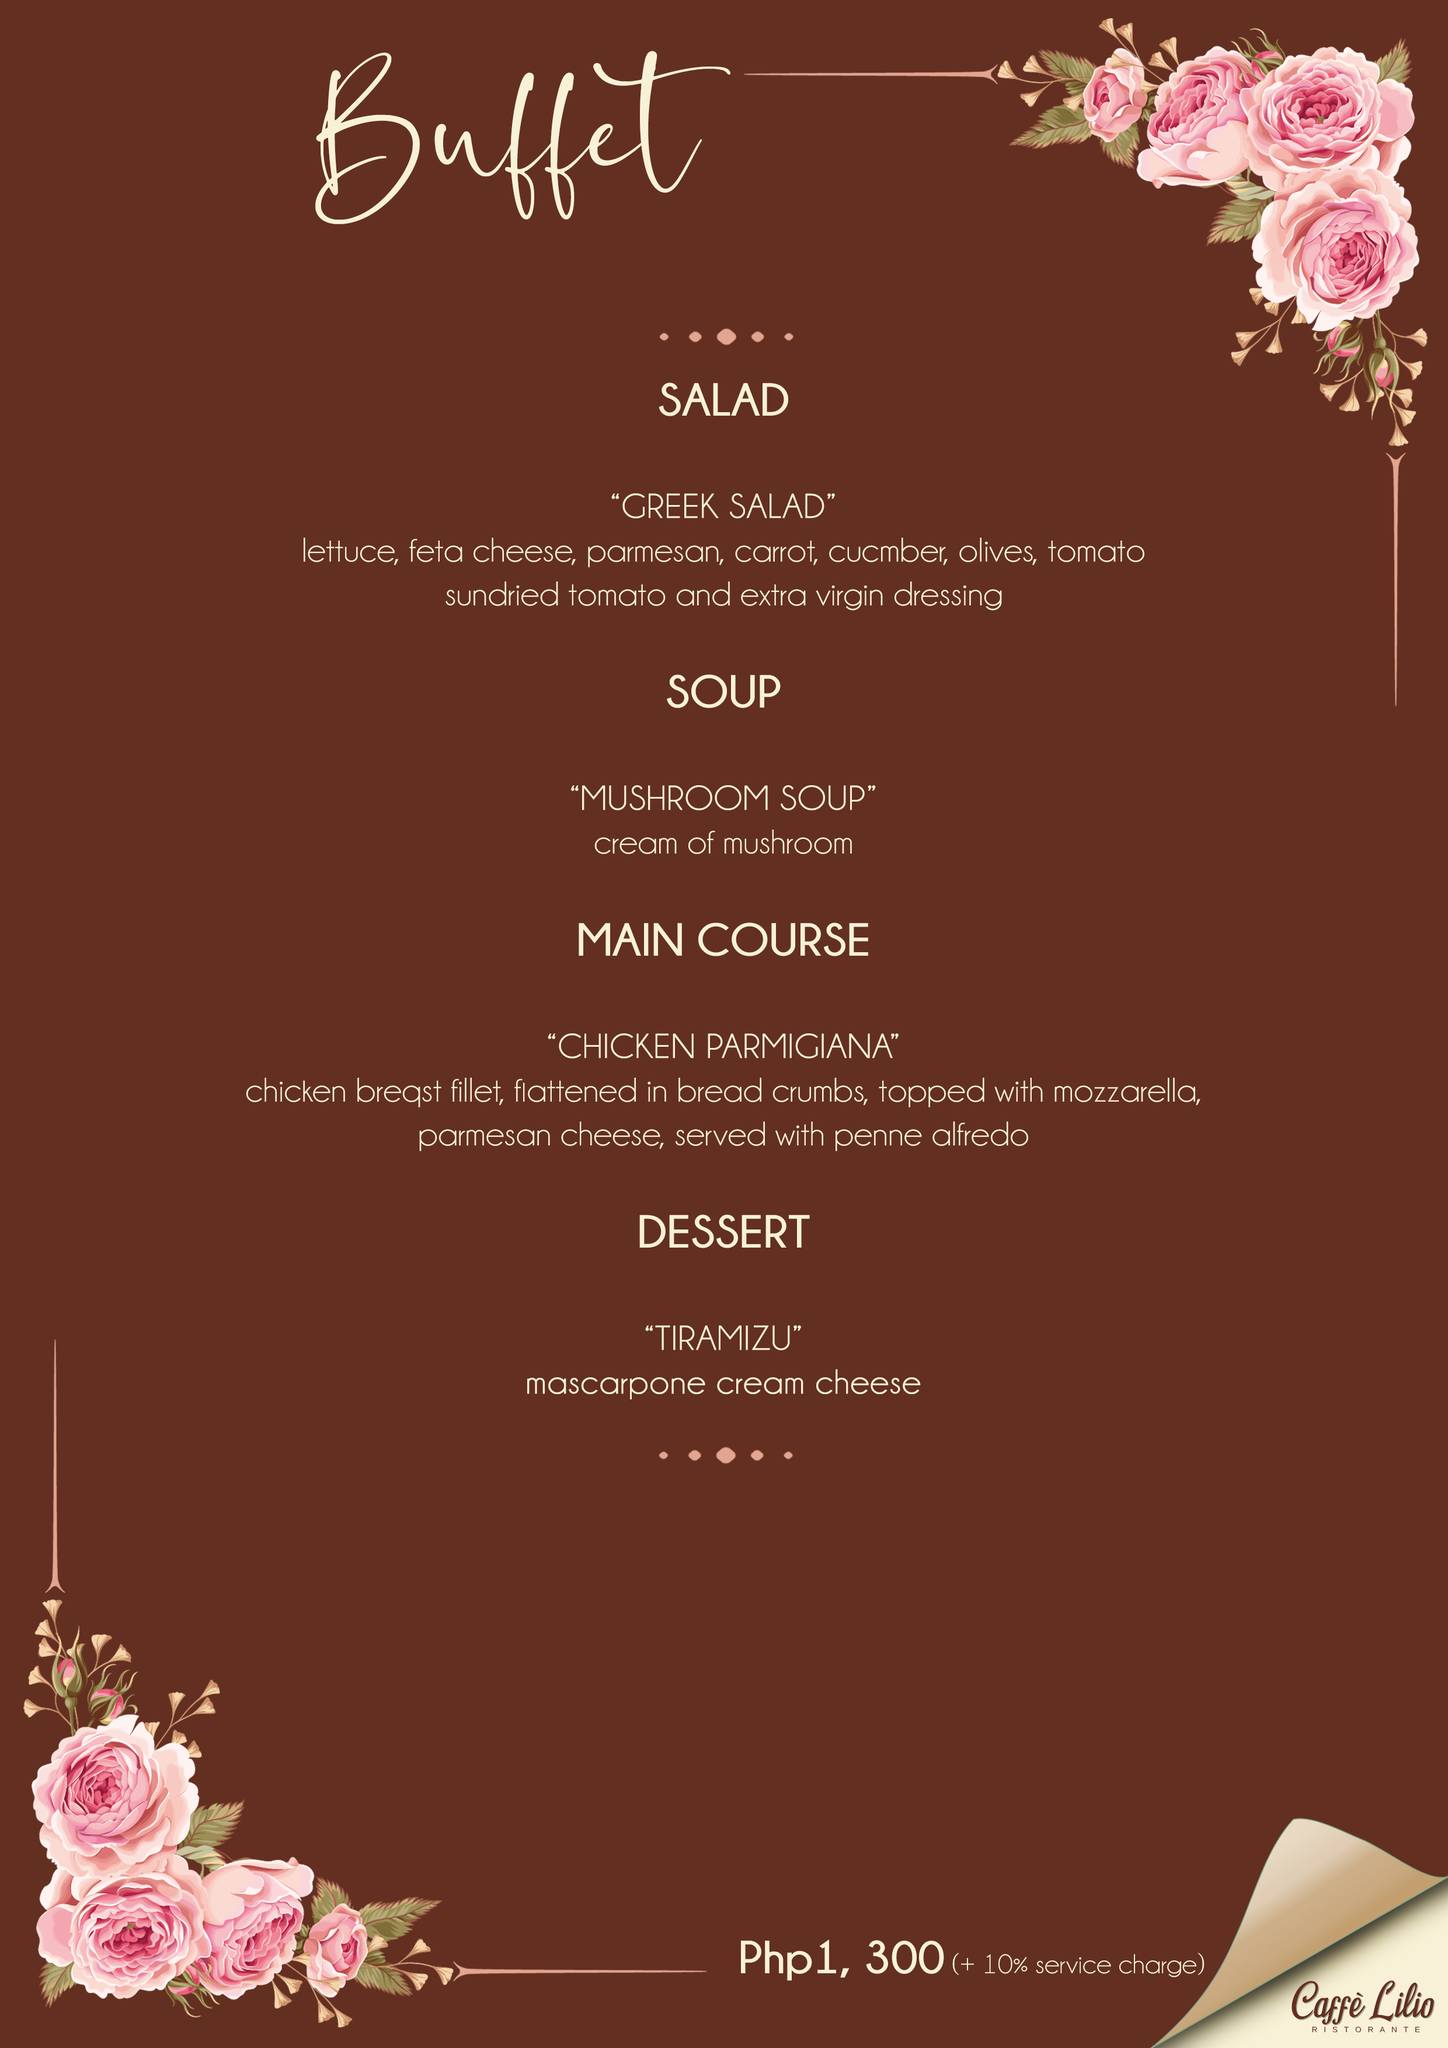 Buffet
SALAD
“GREEK SALAD”
lettuce, feta cheese, parmesan, carrot, cucmber, olives, tomato
sundried tomato and extra virgin dressing
SOUP
“MUSHROOM SOUP”
cream of mushroom
MAIN COURSE
“CHICKEN PARMIGIANA”
chicken breqst fillet, flattened in bread crumbs, topped with mozzarella,
parmesan cheese, served with penne alfredo
DESSERT
“TIRAMIZU”
mascarpone cream cheese
Php1, 300 (+ 10% service charge)
Caffè Lilio
RISTORANTE